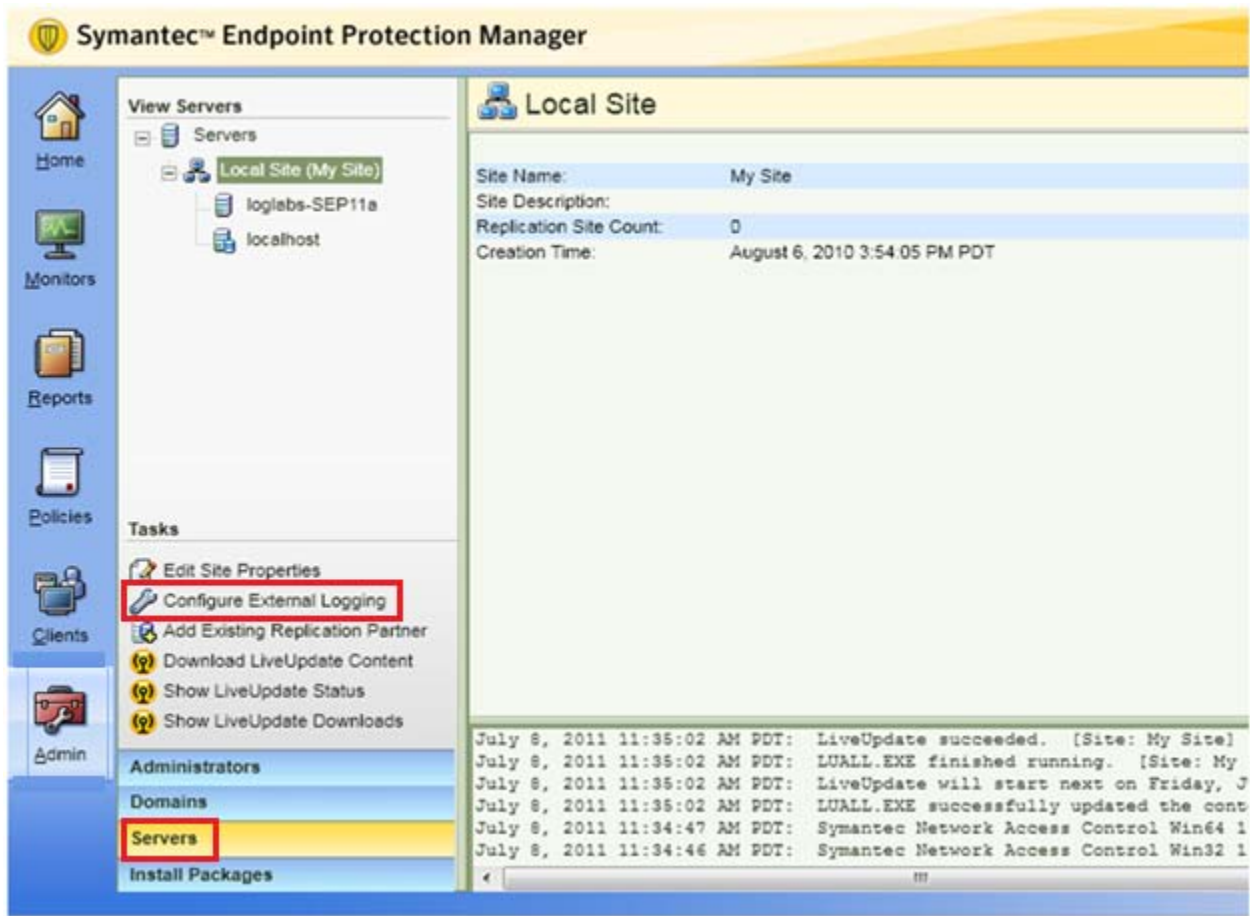 Symantec™ Endpoint Protection Manager
Home
Monitors
Reports
Policies
Clients
Admin
View Servers
Servers
Local Site (My Site)
loglabs-SEP11a
localhost
Tasks
Edit Site Properties
Configure External Logging
Add Existing Replication Partner
Download LiveUpdate Content
Show LiveUpdate Status
Show LiveUpdate Downloads
Administrators
Domains
Servers
Install Packages
Local Site
Site Name: My Site
Site Description:
Replication Site Count: 0
Creation Time: August 6, 2010 3:54:05 PM PDT
July 8, 2011 11:35:02 AM PDT: LiveUpdate succeeded. [Site: My Site]
July 8, 2011 11:35:02 AM PDT: LUALL.EXE finished running. [Site: My
July 8, 2011 11:35:02 AM PDT: LiveUpdate will start next on Friday, J
July 8, 2011 11:35:02 AM PDT: LUALL.EXE successfully updated the cont
July 8, 2011 11:34:47 AM PDT: Symantec Network Access Control Win64 1
July 8, 2011 11:34:46 AM PDT: Symantec Network Access Control Win32 1